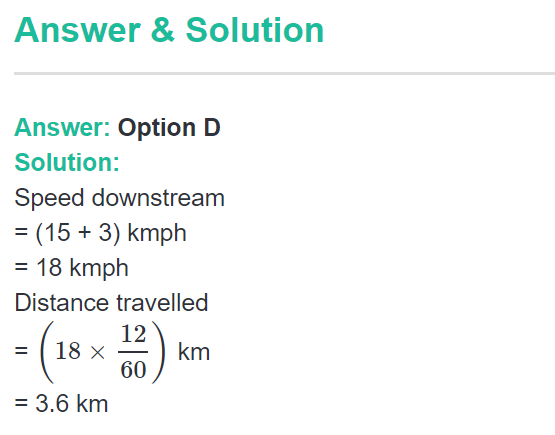 Answer & Solution
Answer: Option D
Solution:
Speed downstream
= (15 + 3) kmph
= 18 kmph
Distance travelled
= (18 × 12/60) km
= 3.6 km